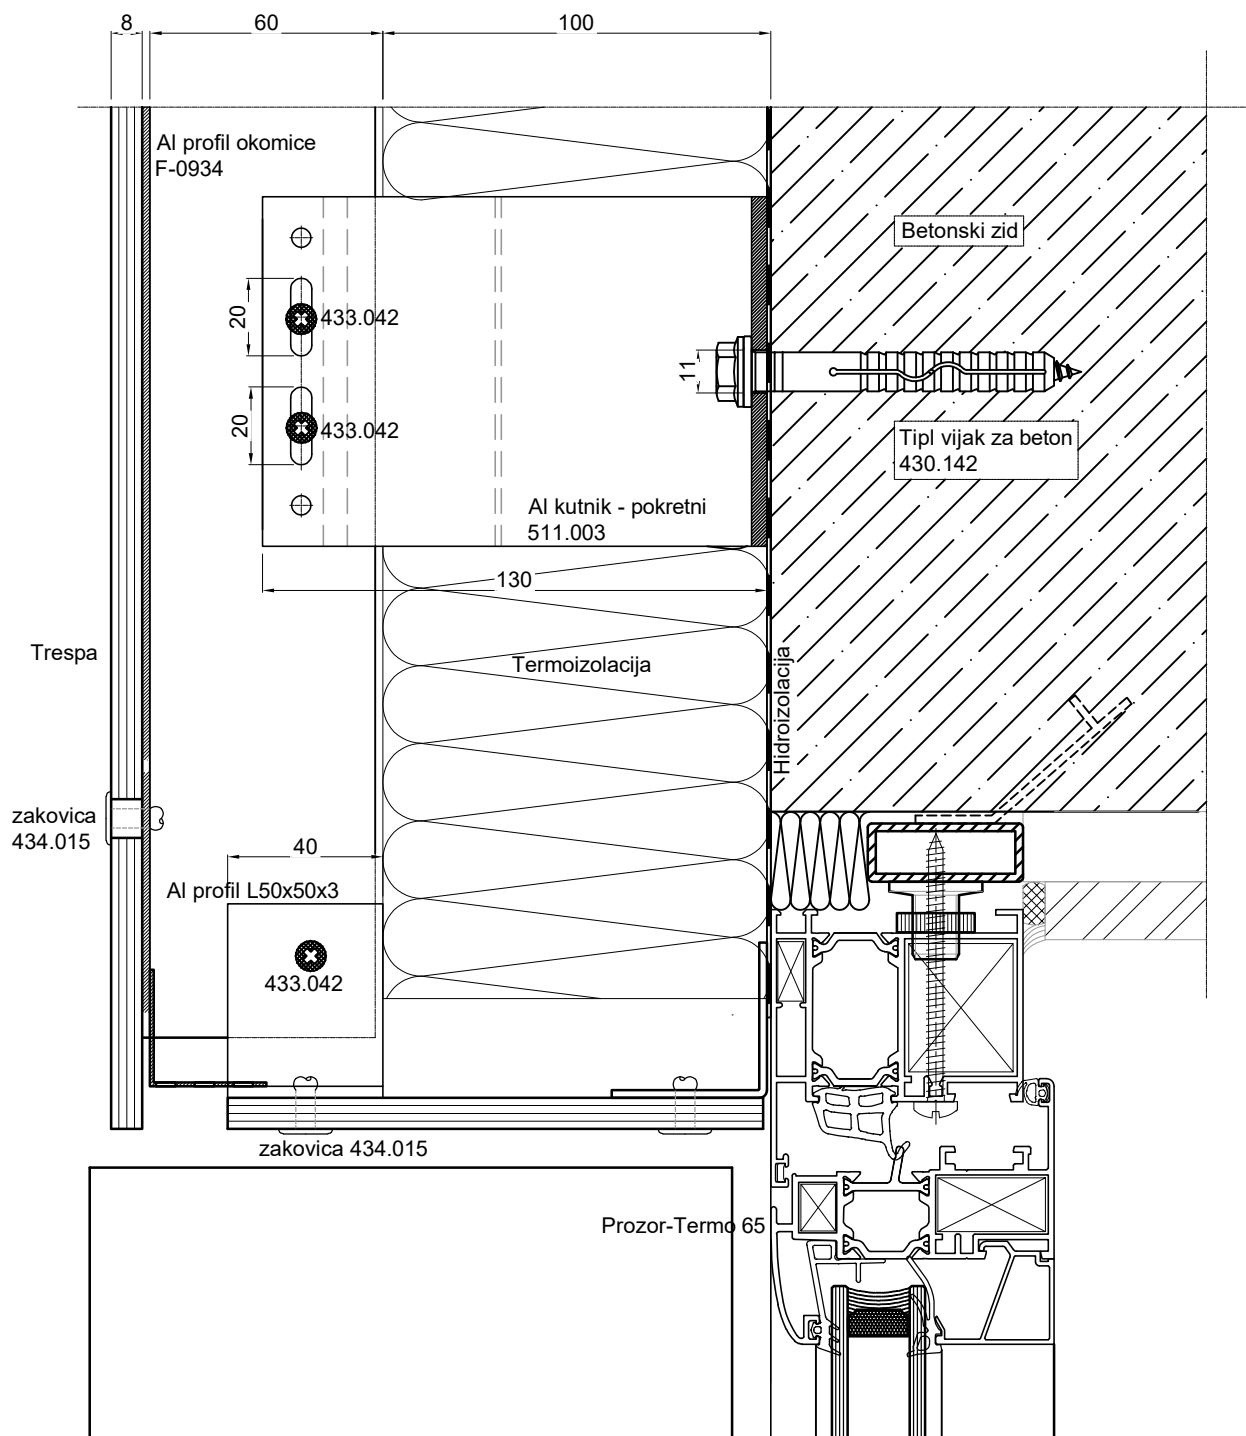 8
60
100
Al profil okomice
F-0934
Betonski zid
20
433.042
11
20
433.042
Tipl vijak za beton
430.142
Al kutnik - pokretni
511.003
130
Trespa
Termoizolacija
Hidroizolacija
zakovica
434.015
40
Al profil L50x50x3
433.042
zakovica 434.015
Prozor-Termo 65